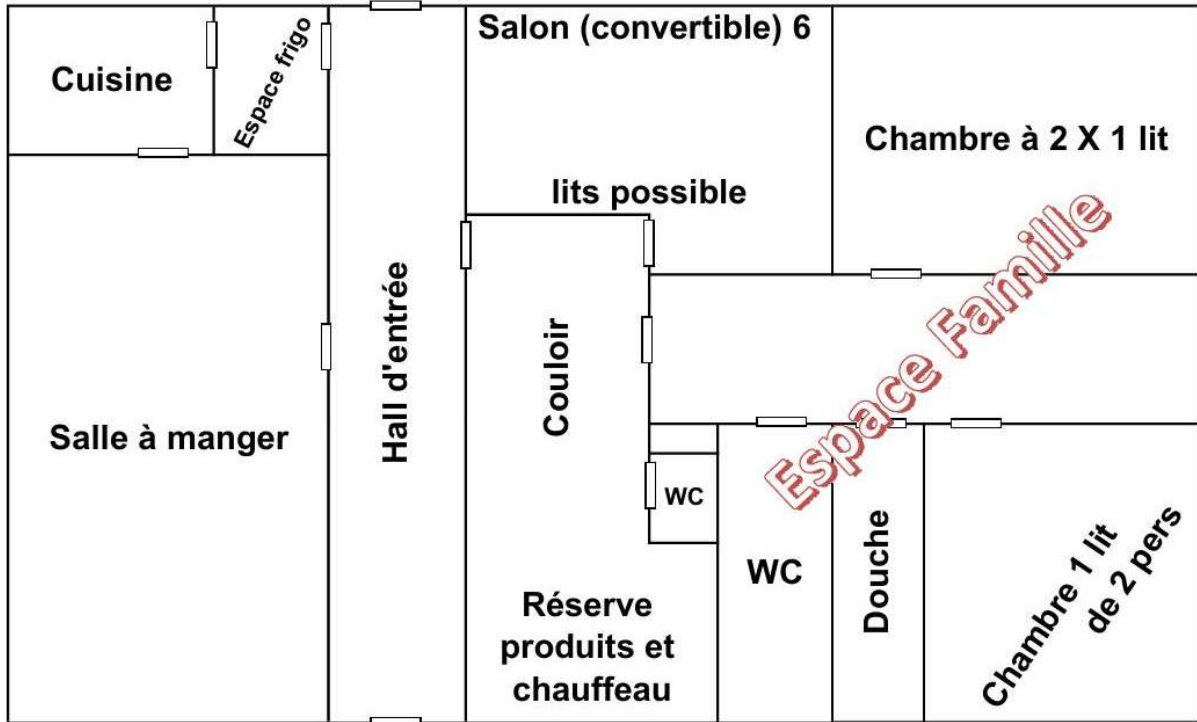 Cuisine
Espace frigo
Salon (convertible) 6
lits possible
Chambre à 2 X 1 lit
Salle à manger
Hall d'entrée
Couloir
Espace Famille
WC
WC
Douche
Chambre 1 lit
de 2 pers
Réserve
produits et
chauffeau